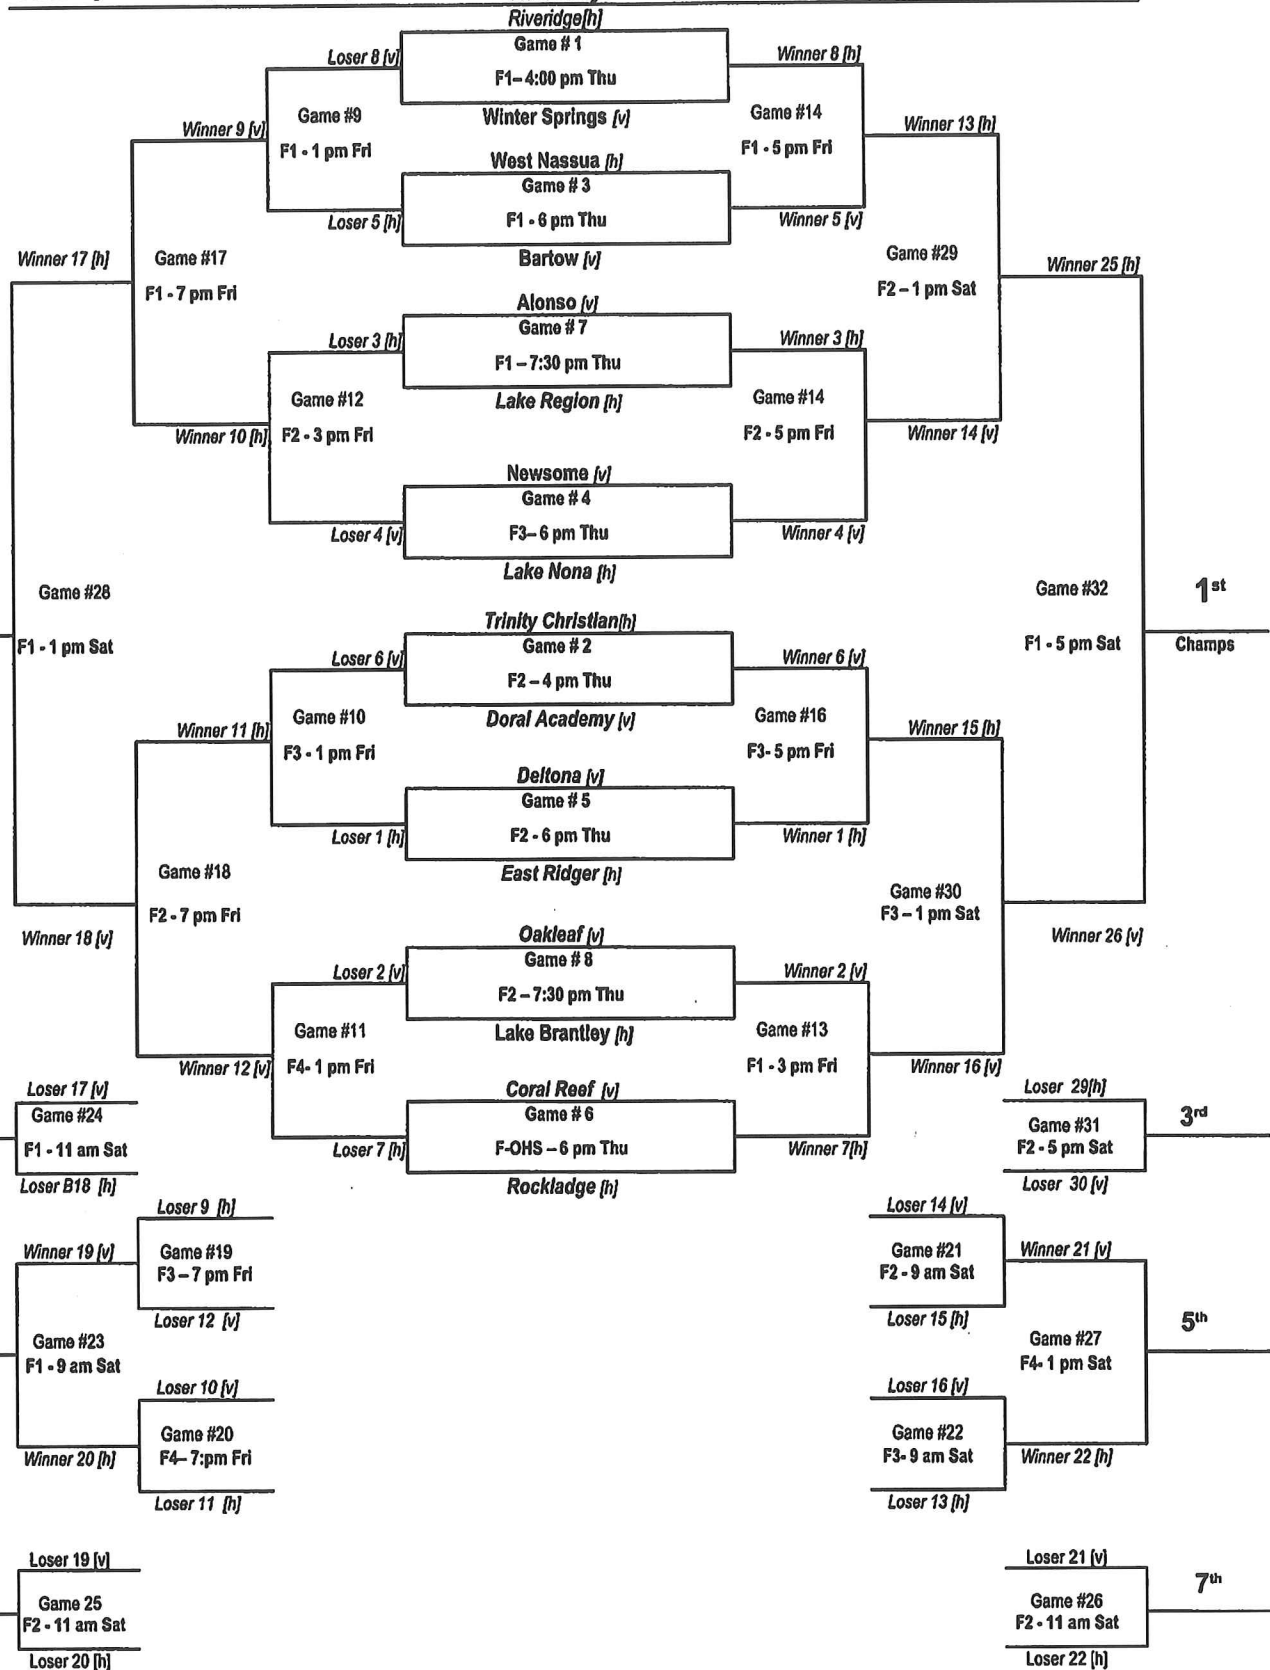 Riveridge[h]
Game # 1
F1– 4:00 pm Thu
Winter Springs [v]
Loser 8 [v]
Winner 8 [h]
Game #9
F1 - 1 pm Fri
Game #14
F1 - 5 pm Fri
Winner 9 [v]
Winner 13 [h]
West Nassua [h]
Game # 3
F1 - 6 pm Thu
Bartow [v]
Loser 5 [h]
Winner 5 [v]
Winner 17 [h]
Game #17
F1 - 7 pm Fri
Game #29
F2 – 1 pm Sat
Winner 25 [h]
Alonso [v]
Game # 7
F1 – 7:30 pm Thu
Lake Region [h]
Loser 3 [h]
Winner 3 [h]
Game #12
F2 - 3 pm Fri
Game #14
F2 - 5 pm Fri
Winner 10 [h]
Winner 14 [v]
Newsome [v]
Game # 4
F3– 6 pm Thu
Lake Nona [h]
Loser 4 [v]
Winner 4 [v]
Game #28
F1 - 1 pm Sat
Game #32
F1 - 5 pm Sat
1st
Champs
Trinity Christian[h]
Game # 2
F2 – 4 pm Thu
Doral Academy [v]
Loser 6 [v]
Winner 6 [v]
Game #10
F3 - 1 pm Fri
Game #16
F3- 5 pm Fri
Winner 11 [h]
Winner 15 [h]
Deltona [v]
Game # 5
F2 - 6 pm Thu
East Ridger [h]
Loser 1 [h]
Winner 1 [h]
Game #18
F2 - 7 pm Fri
Game #30
F3 – 1 pm Sat
Winner 18 [v]
Winner 26 [v]
Oakleaf [v]
Game # 8
F2 – 7:30 pm Thu
Lake Brantley [h]
Loser 2 [v]
Winner 2 [v]
Game #11
F4- 1 pm Fri
Game #13
F1 - 3 pm Fri
Winner 12 [v]
Winner 16 [v]
Coral Reef [v]
Game # 6
F-OHS – 6 pm Thu
Rockladge [h]
Loser 7 [h]
Winner 7[h]
Loser 17 [v]
Game #24
F1 - 11 am Sat
Loser B18 [h]
Loser 29[h]
Game #31
F2 - 5 pm Sat
Loser 30 [v]
3rd
Loser 9 [h]
Game #19
F3 – 7 pm Fri
Loser 12 [v]
Winner 19 [v]
Game #23
F1 - 9 am Sat
Loser 10 [v]
Game #20
F4– 7:pm Fri
Loser 11 [h]
Winner 20 [h]
Loser 14 [v]
Game #21
F2 - 9 am Sat
Loser 15 [h]
Winner 21 [v]
Game #27
F4- 1 pm Sat
5th
Loser 16 [v]
Game #22
F3- 9 am Sat
Loser 13 [h]
Winner 22 [h]
Loser 19 [v]
Game 25
F2 - 11 am Sat
Loser 20 [h]
Loser 21 [v]
Game #26
F2 - 11 am Sat
Loser 22 [h]
7th